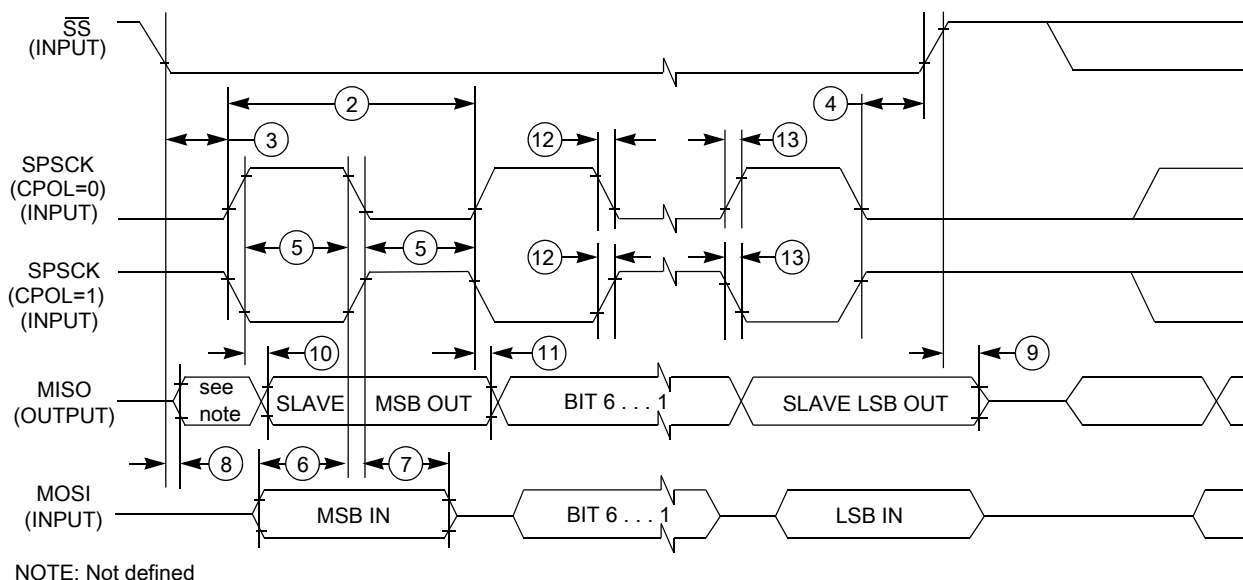 SS
(INPUT)
2
4
3
12
13
SPSCK
(CPOL=0)
(INPUT)
5
5
SPSCK
(CPOL=1)
(INPUT)
12
13
10
11
9
MISO
(OUTPUT)
see
note
SLAVE
MSB OUT
BIT 6 . . . 1
SLAVE LSB OUT
8
6
7
MOSI
(INPUT)
MSB IN
BIT 6 . . . 1
LSB IN
NOTE: Not defined